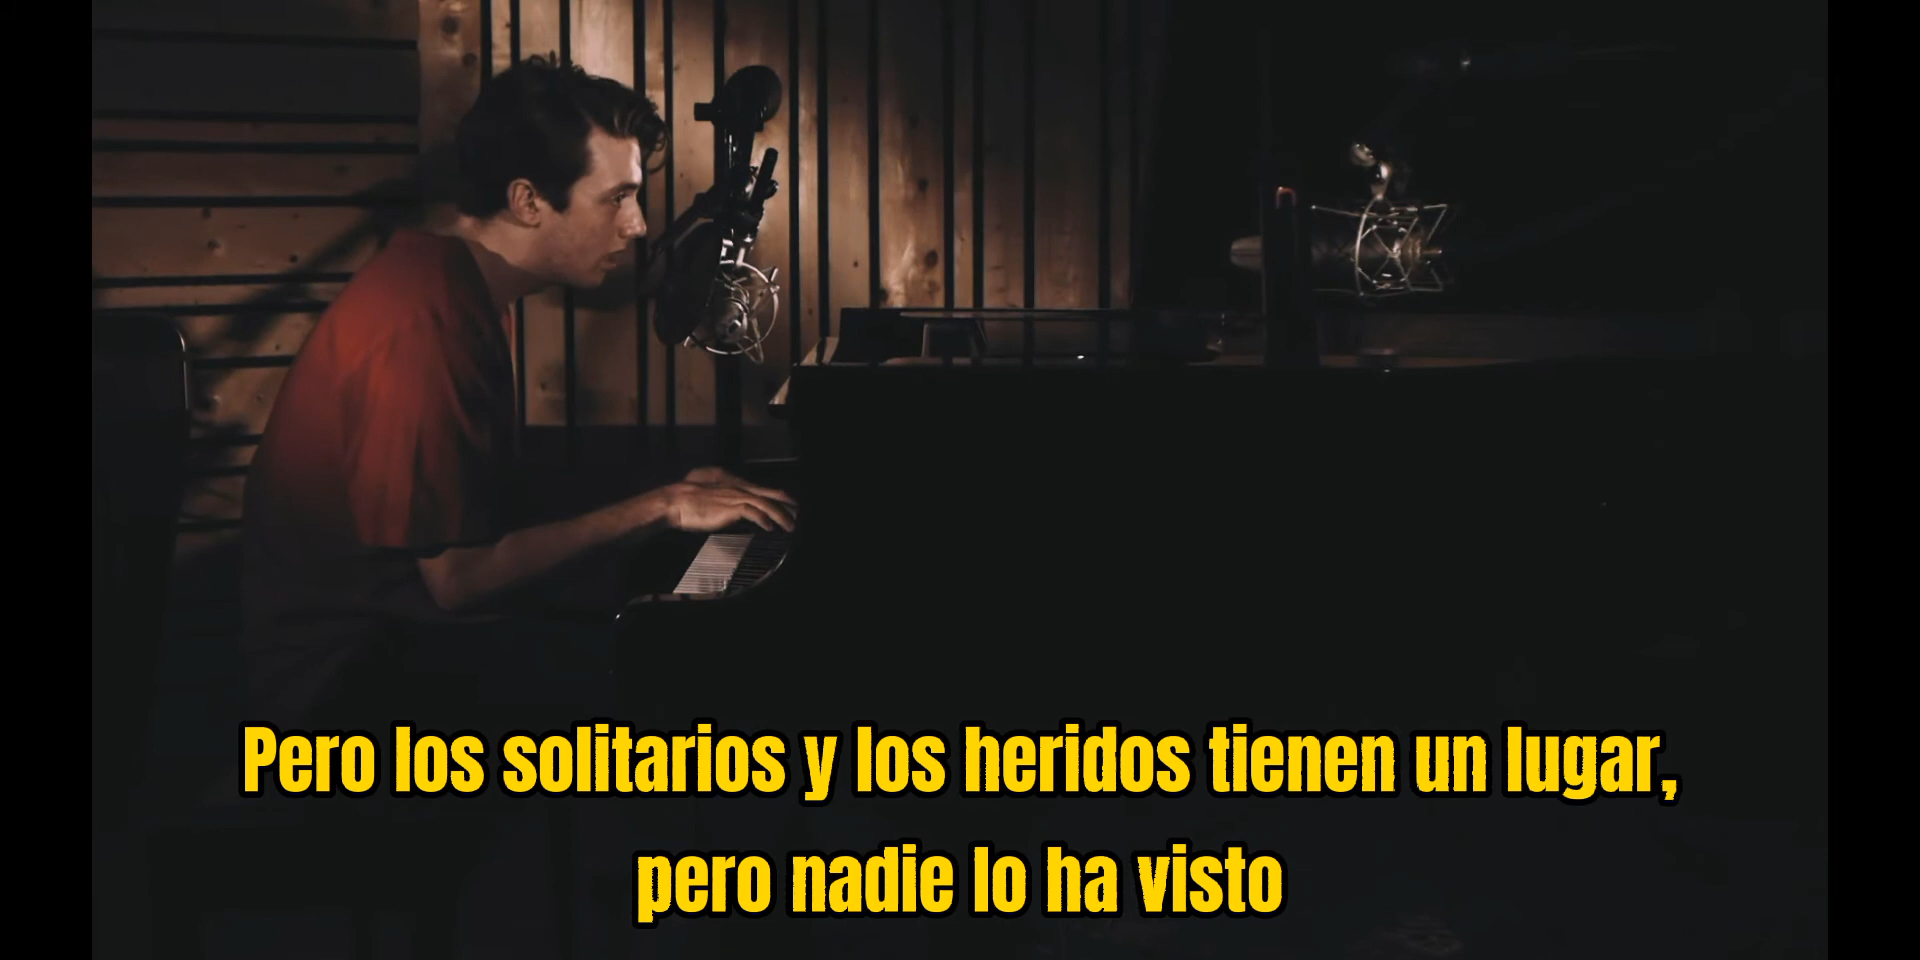 Pero los solitarios y los heridos tienen un lugar,
pero nadie lo ha visto